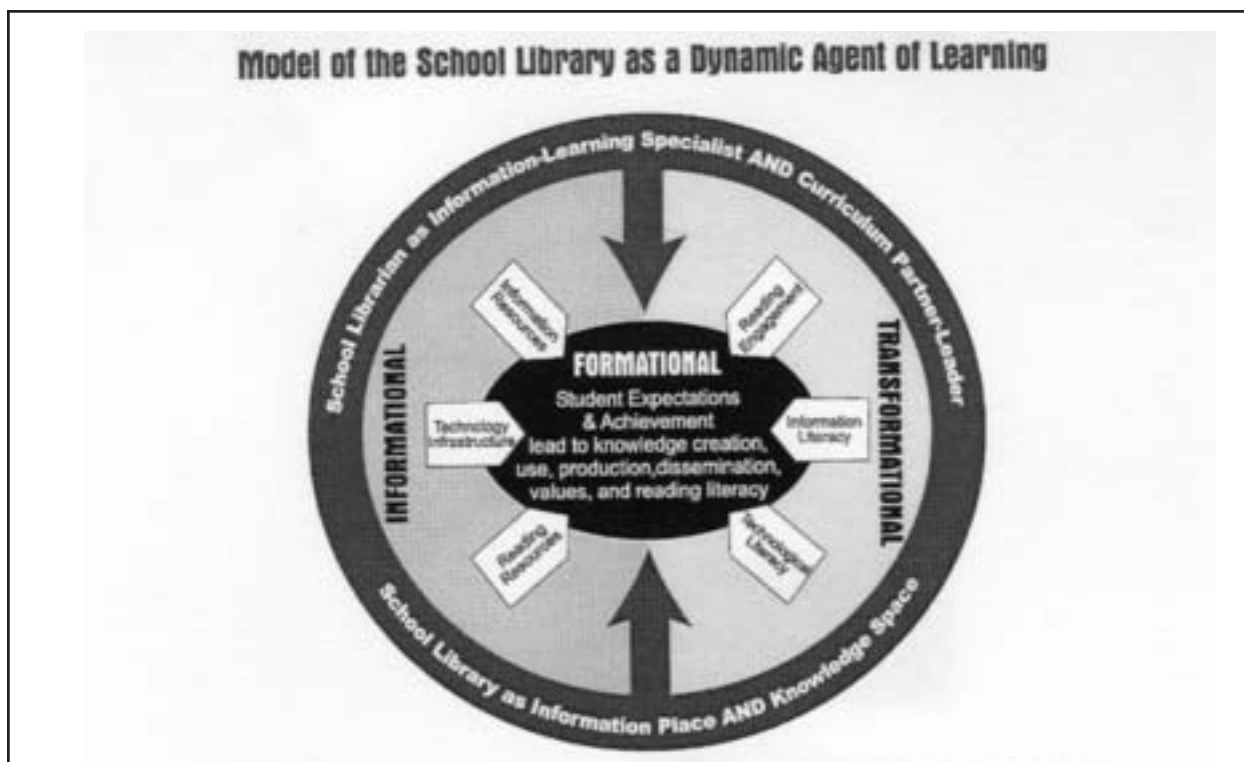 Model of the School Library as a Dynamic Agent of Learning
School Librarian as Information-Learning Specialist AND Curriculum Partner-Leader
INFORMATIONAL
Information
Resources
Technology
Infrastructure
Reading
Resources
FORMATIONAL
Student Expectations
& Achievement
lead to knowledge creation,
use, production,dissemination,
values, and reading literacy
Reading
Engagement
Information
Literacy
Technological
Literacy
TRANSFORMATIONAL
School Library as Information Place AND Knowledge Space